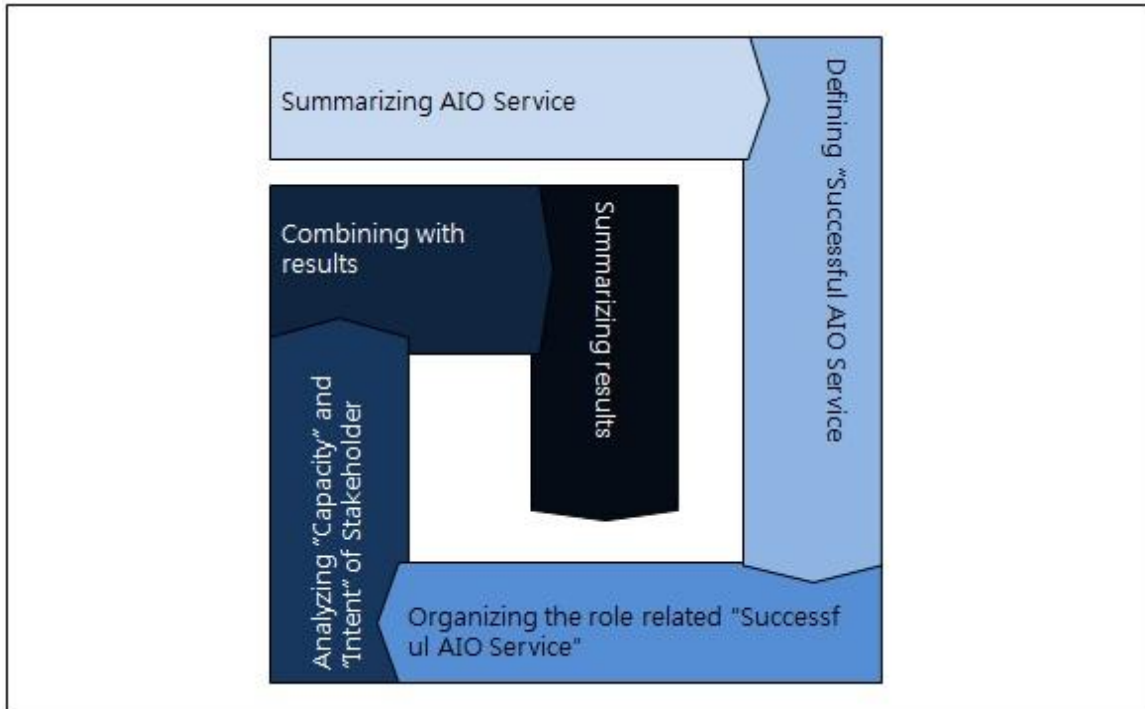 Summarizing AIO Service
Defining “Successful AIO Service
Organizing the role related “Successf
ul AIO Service”
Analyzing “Capacity” and
“Intent” of Stakeholder
Combining with
results
Summarizing results